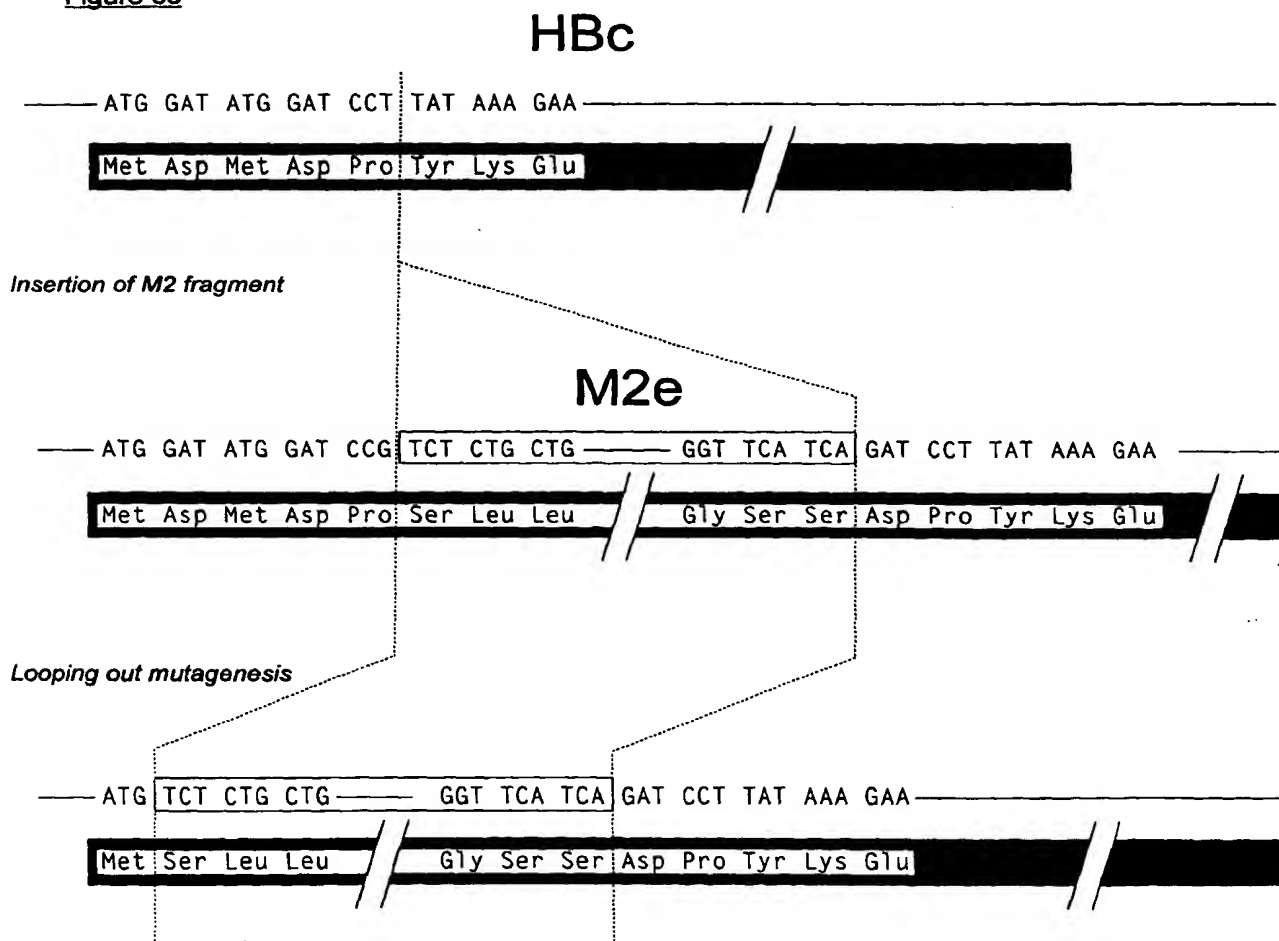 Figure
HBc
ATG GAT ATG GAT CCT TAT AAA GAA
Met Asp Met Asp Pro Tyr Lys Glu
Insertion of M2 fragment
M2e
ATG GAT ATG GAT CCG TCT CTG CTG GGT TCA TCA GAT CCT TAT AAA GAA
Met Asp Met Asp Pro Ser Leu Leu Gly Ser Ser Asp Pro Tyr Lys Glu
Looping out mutagenesis
ATG TCT CTG CTG GGT TCA TCA GAT CCT TAT AAA GAA
Met Ser Leu Leu Gly Ser Ser Asp Pro Tyr Lys Glu